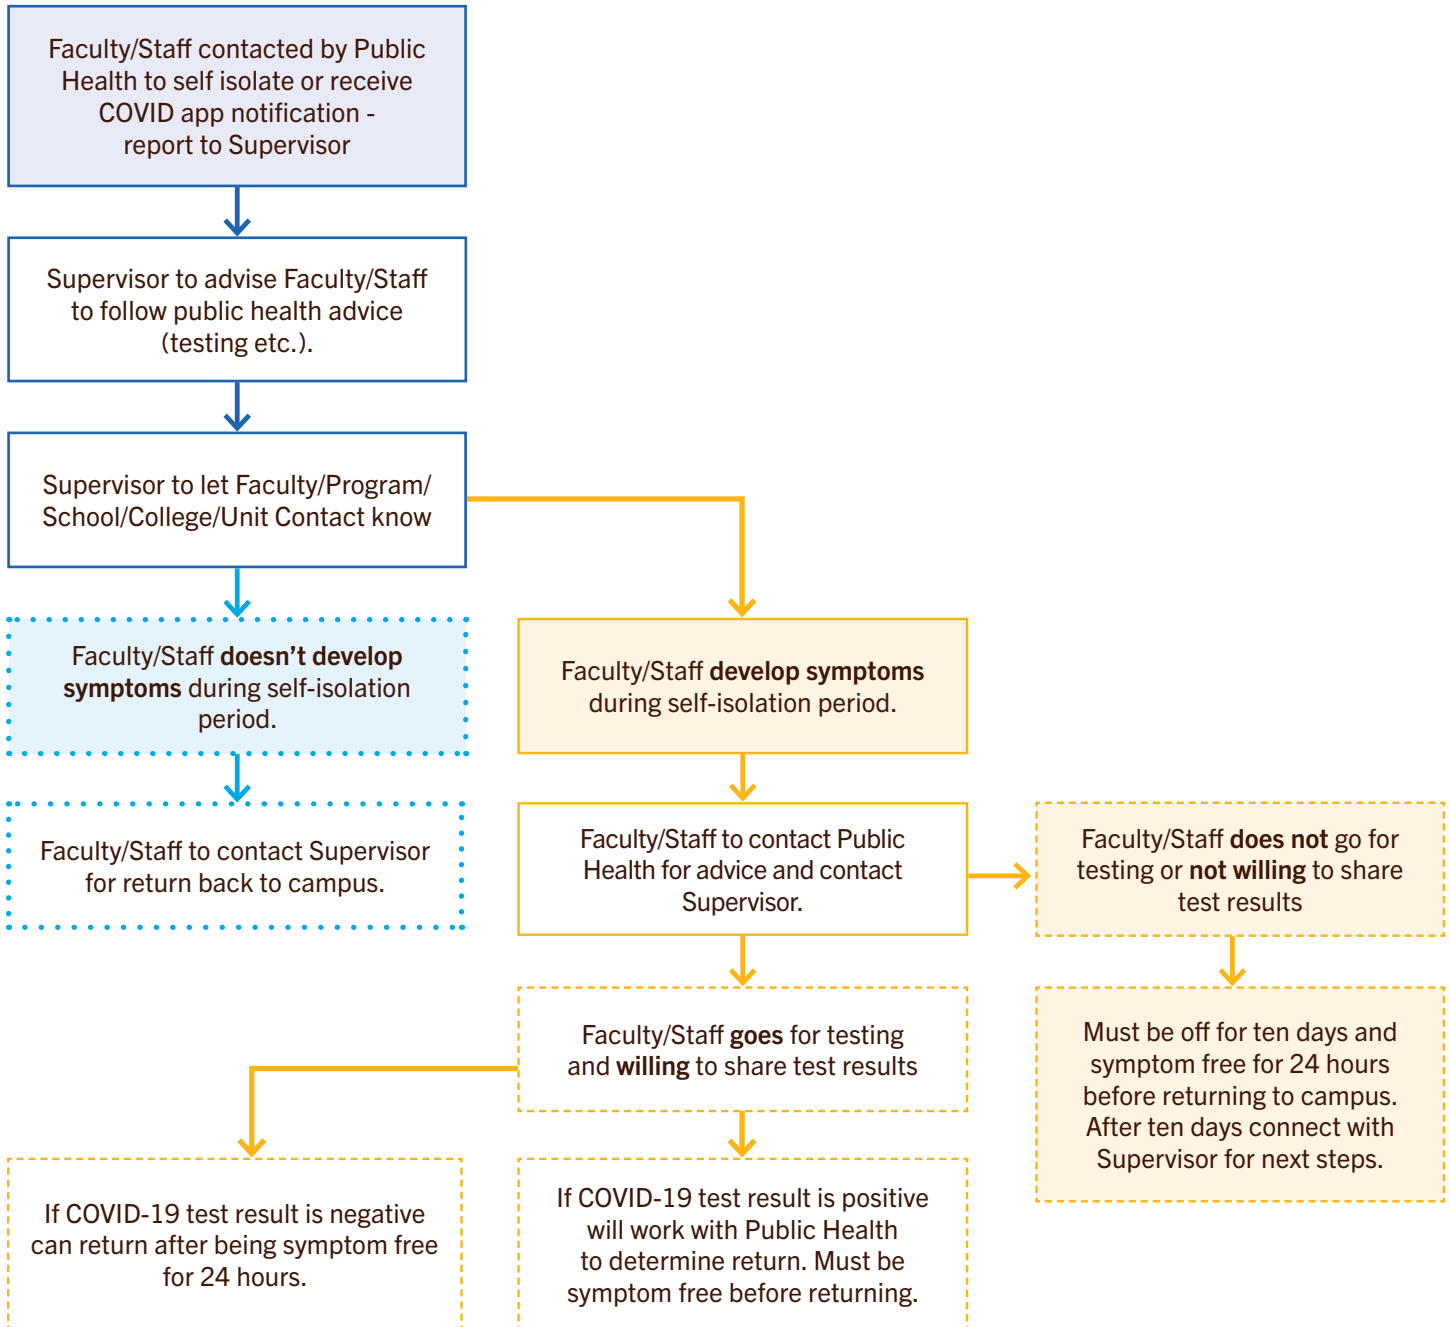 Faculty/Staff contacted by Public
Health to self isolate or receive
COVID app notification -
report to Supervisor
Supervisor to advise Faculty/Staff
to follow public health advice
(testing etc.).
Supervisor to let Faculty/Program/
School/College/Unit Contact know
Faculty/Staff doesn't develop
symptoms during self-isolation
period.
Faculty/Staff develop symptoms
during self-isolation period.
Faculty/Staff to contact Supervisor
for return back to campus.
Faculty/Staff to contact Public
Health for advice and contact
Supervisor.
Faculty/Staff does not go for
testing or not willing to share
test results
Faculty/Staff goes for testing
and willing to share test results
Must be off for ten days and
symptom free for 24 hours
before returning to campus.
After ten days connect with
Supervisor for next steps.
If COVID-19 test result is negative
can return after being symptom free
for 24 hours.
If COVID-19 test result is positive
will work with Public Health
to determine return. Must be
symptom free before returning.